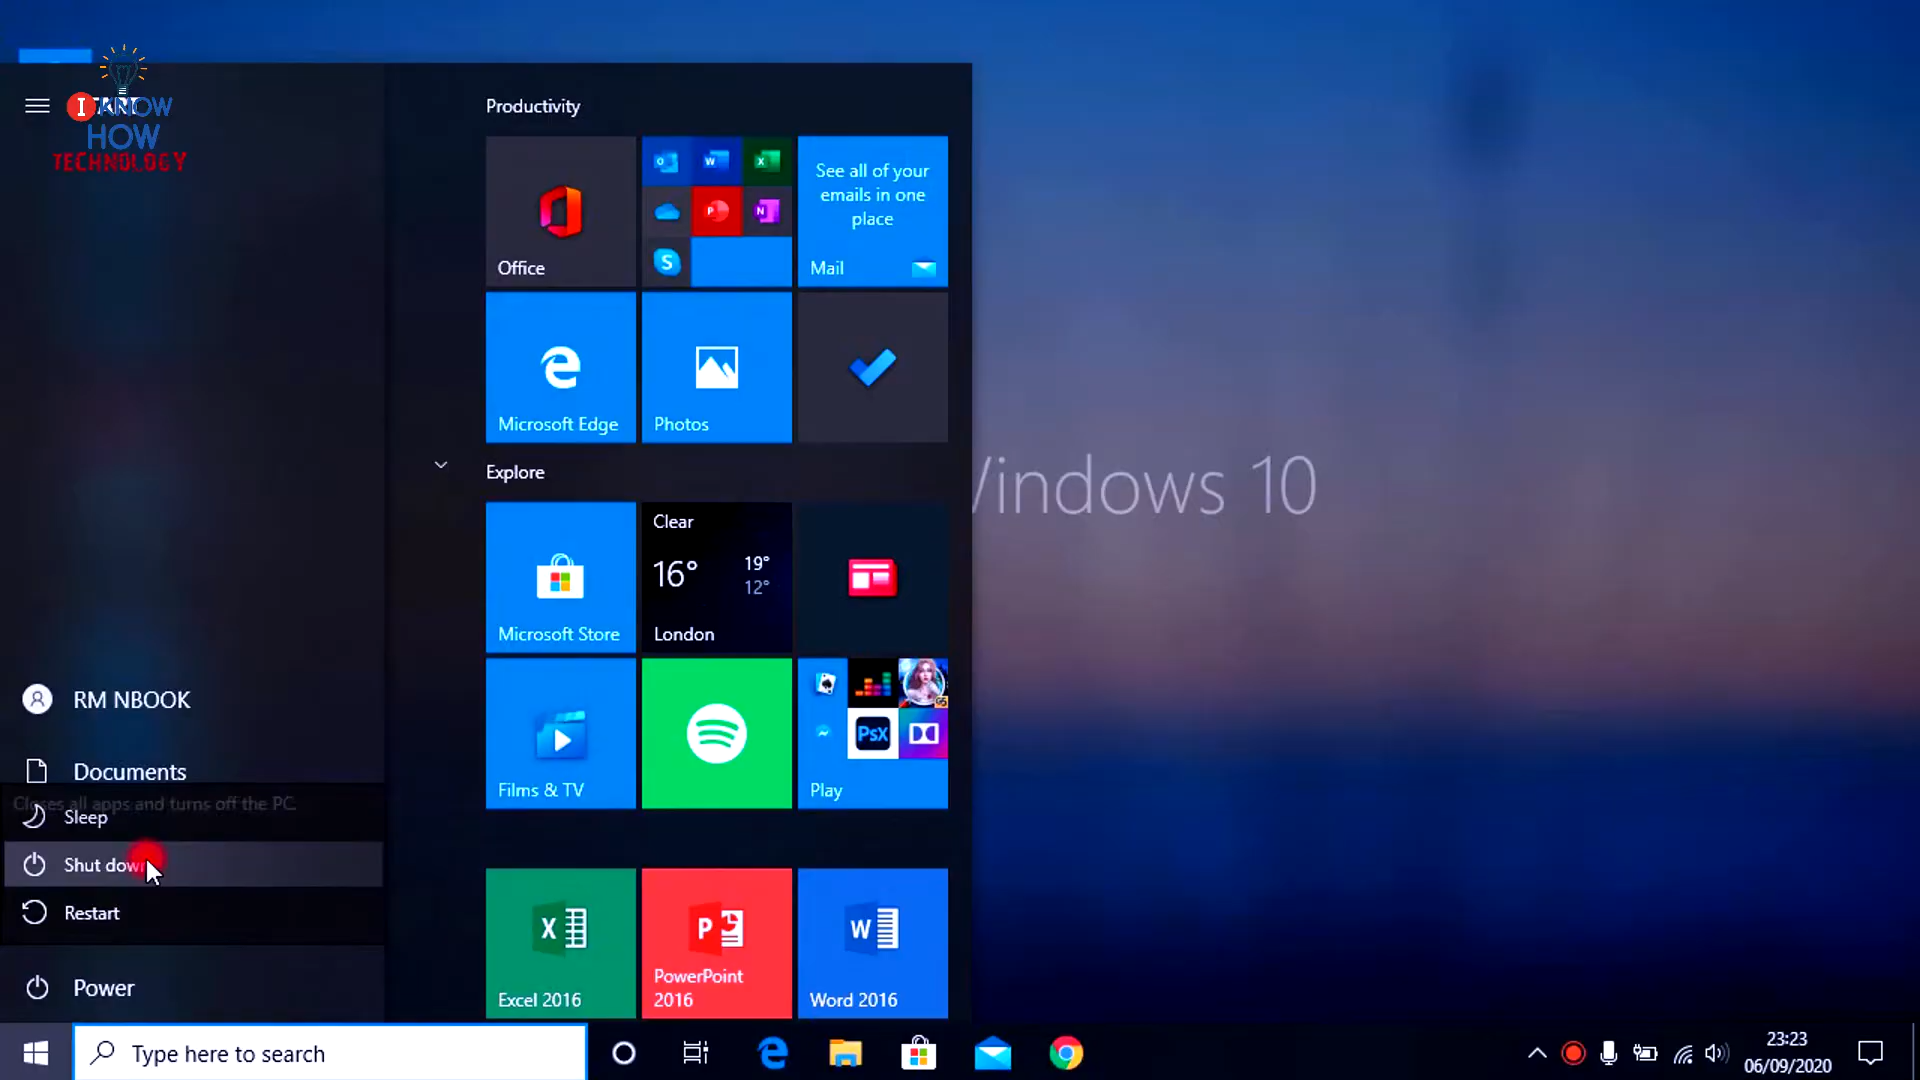 I KNOW
HOW
TECHNOLOGY
Productivity
Office
See all of your
emails in one
place
Mail
Microsoft Edge
Photos
Explore
Microsoft Store
Clear
16°
19°
12°
London
Films & TV
PsX
Play
Excel 2016
PowerPoint
2016
Word 2016
Windows 10
RM NBOOK
Documents
Closes all apps and turns off the PC.
Sleep
Shut down
Restart
Power
Type here to search
23:23
06/09/2020